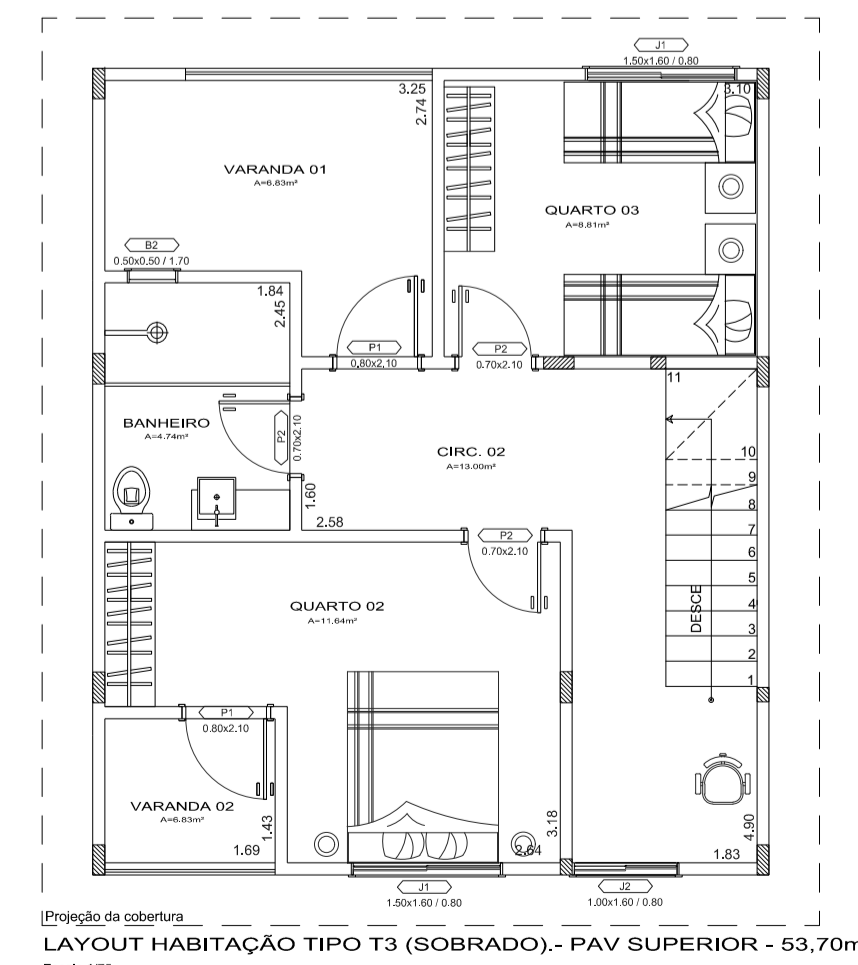 J1
1.50x1.60 / 0.80
3.25
2.74
3.10
VARANDA 01
A=6.83m²
QUARTO 03
A=8.81m²
B2
0.50x0.50 / 1.70
1.84
2.45
P1
0.80x2.10
P2
0.70x2.10
11
BANHEIRO
A=4.74m²
P2
0.70x2.10
CIRC. 02
A=13.00m²
10
9
8
7
6
5
4
3
2
1
DESCE
1.60
2.58
P2
0.70x2.10
QUARTO 02
A=11.64m²
P1
0.80x2.10
VARANDA 02
A=6.83m²
1.43
1.69
3.18
2.64
4.90
1.83
J1
1.50x1.60 / 0.80
J2
1.00x1.60 / 0.80
Projeção da cobertura
LAYOUT HABITAÇÃO TIPO T3 (SOBRADO).- PAV SUPERIOR - 53,70m